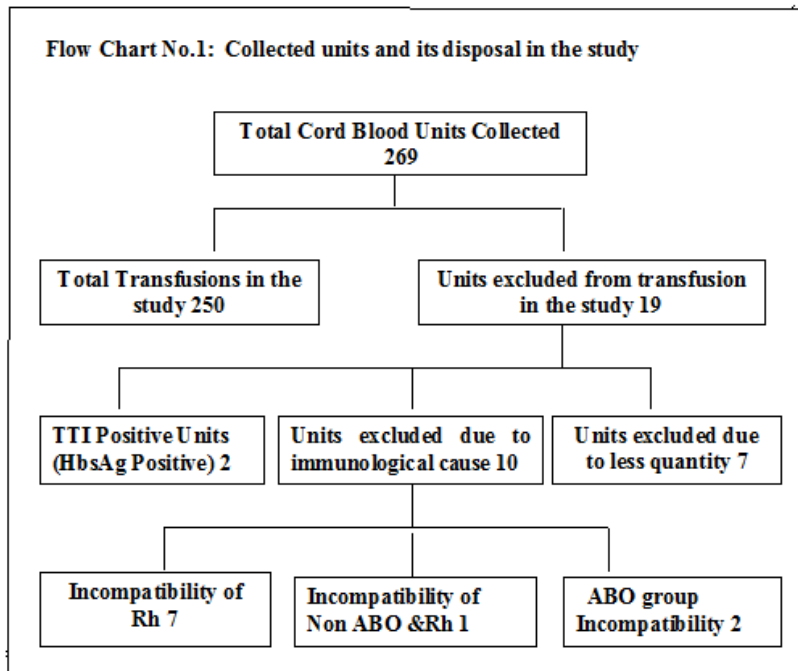 Flow Chart No.1: Collected units and its disposal in the study
Total Cord Blood Units Collected
269
Total Transfusions in the
study 250
Units excluded from transfusion
in the study 19
TTI Positive Units
(HbsAg Positive) 2
Units excluded due to
immunological cause 10
Units excluded due
to less quantity 7
Incompatibility of
Rh 7
Incompatibility of
Non ABO &Rh 1
ABO group
Incompatibility 2